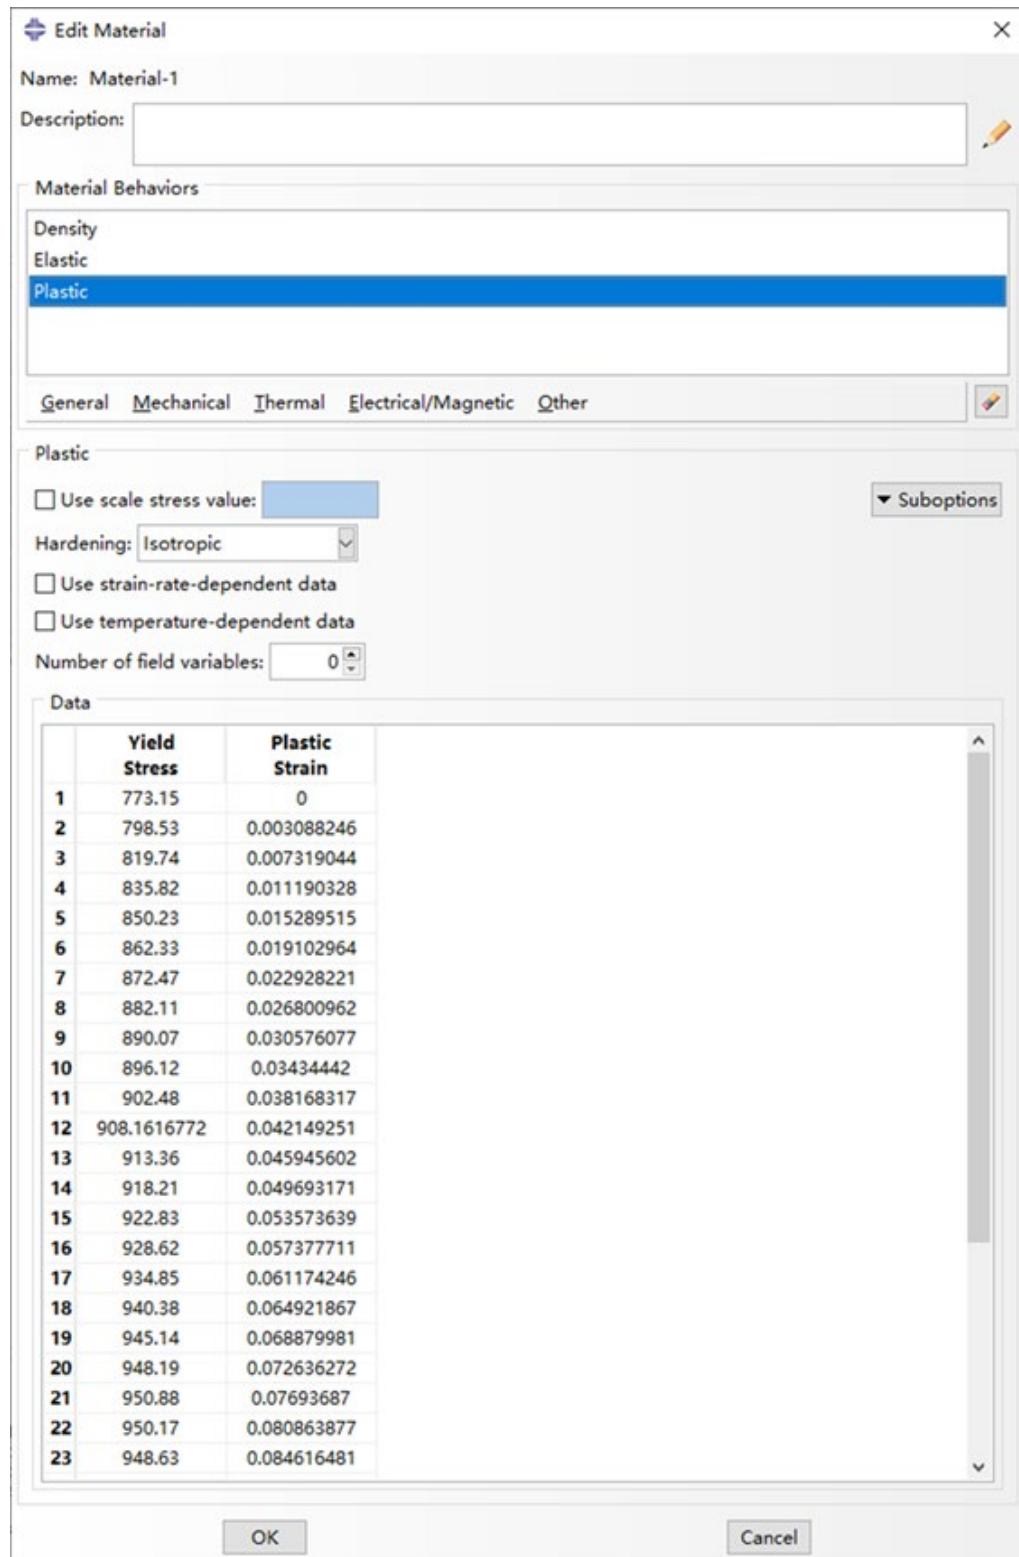 Edit Material
Name: Material-1
Description:
Material Behaviors
Density
Elastic
Plastic
General Mechanical Thermal Electrical/Magnetic Other
Plastic
Use scale stress value:
Suboptions
Hardening: Isotropic
Use strain-rate-dependent data
Use temperature-dependent data
Number of field variables: 0
Data
Yield Stress Plastic Strain
1 773.15 0
2 798.53 0.003088246
3 819.74 0.007319044
4 835.82 0.011190328
5 850.23 0.015289515
6 862.33 0.019102964
7 872.47 0.022928221
8 882.11 0.026800962
9 890.07 0.030576077
10 896.12 0.03434442
11 902.48 0.038168317
12 908.1616772 0.042149251
13 913.36 0.045945602
14 918.21 0.049693171
15 922.83 0.053573639
16 928.62 0.057377711
17 934.85 0.061174246
18 940.38 0.064921867
19 945.14 0.068879981
20 948.19 0.072636272
21 950.88 0.07693687
22 950.17 0.080863877
23 948.63 0.084616481
OK Cancel